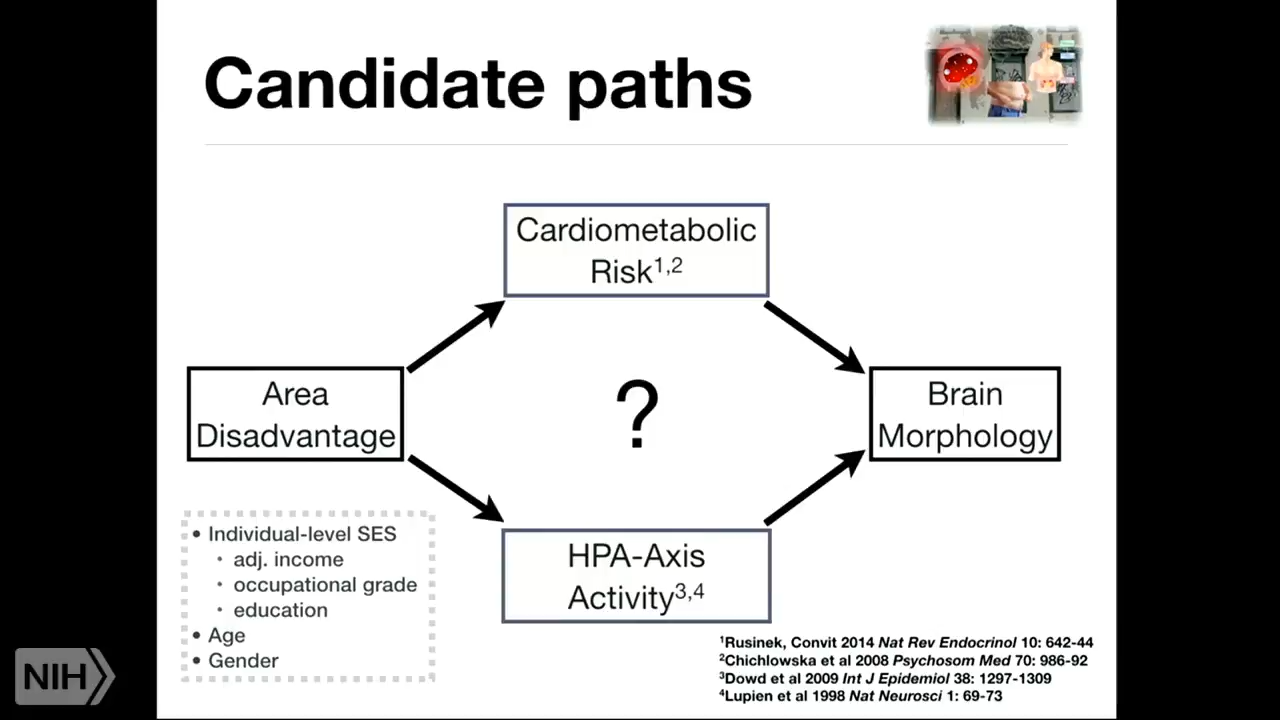 Candidate paths
Cardiometabolic
Risk1,2
Area
Disadvantage
?
Brain
Morphology
HPA-Axis
Activity3,4
• Individual-level SES
• adj. income
• occupational grade
• education
• Age
• Gender
1Rusinek, Convit 2014 Nat Rev Endocrinol 10: 642-44
2Chichlowska et al 2008 Psychosom Med 70: 986-92
3Dowd et al 2009 Int J Epidemiol 38: 1297-1309
4Lupien et al 1998 Nat Neurosci 1: 69-73
NIH